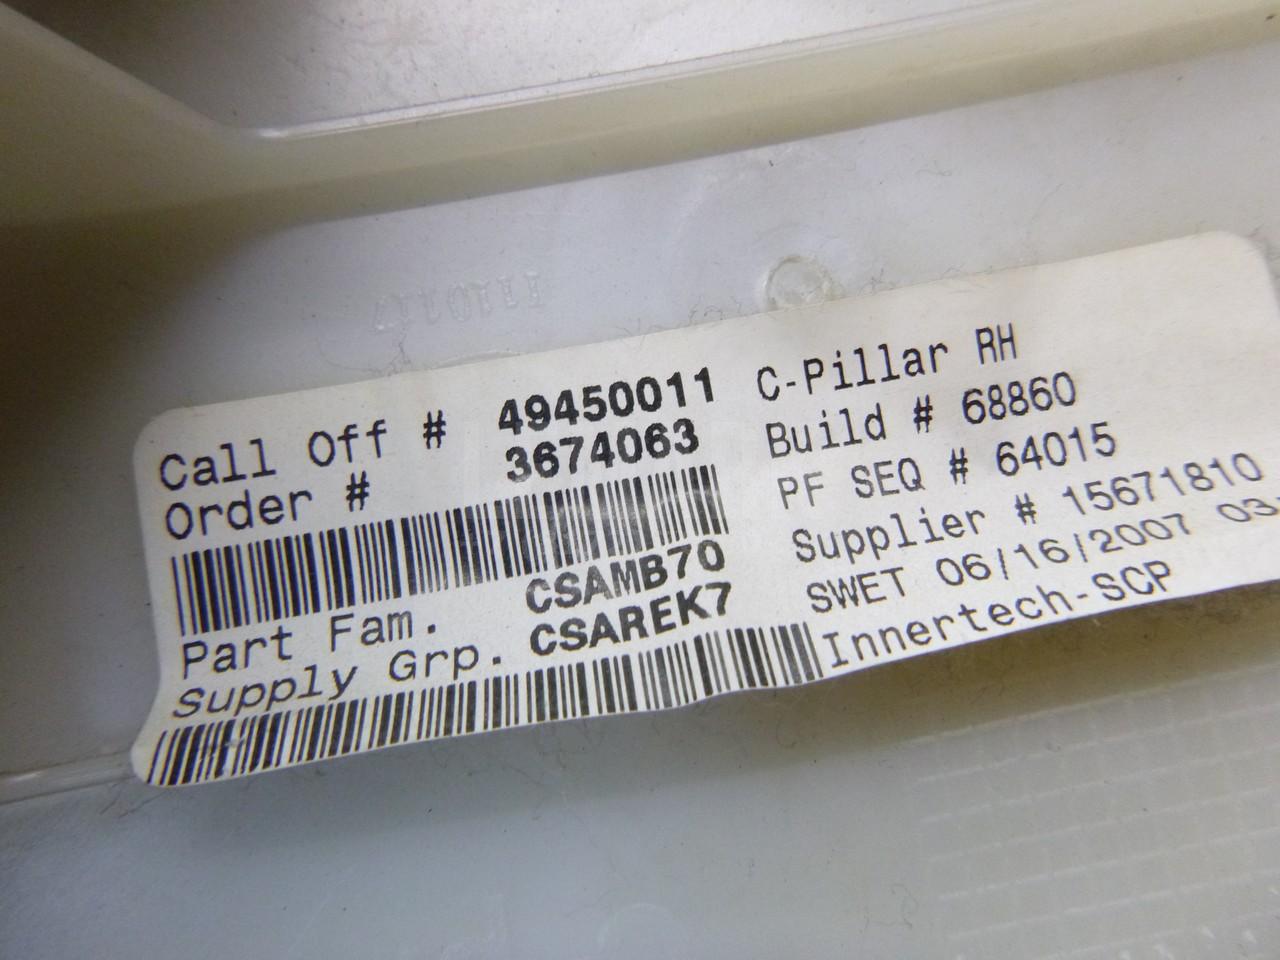 Call Off # 49450011
Order # 3674063
Part Fam. CSAMB70
Supply Grp. CSAREK7
C-Pillar RH
Build # 68860
PF SEQ # 64015
Supplier # 15671810
SWET 06/16/2007 03:
Innertech-SCP